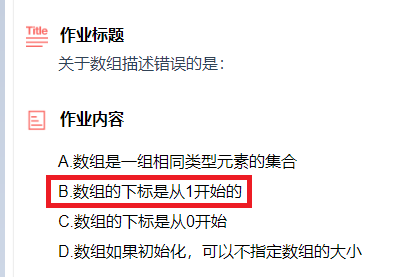 Title 作业标题
关于数组描述错误的是：
作业内容
A.数组是一组相同类型元素的集合
B.数组的下标是从1开始的
C.数组的下标是从0开始
D.数组如果初始化，可以不指定数组的大小